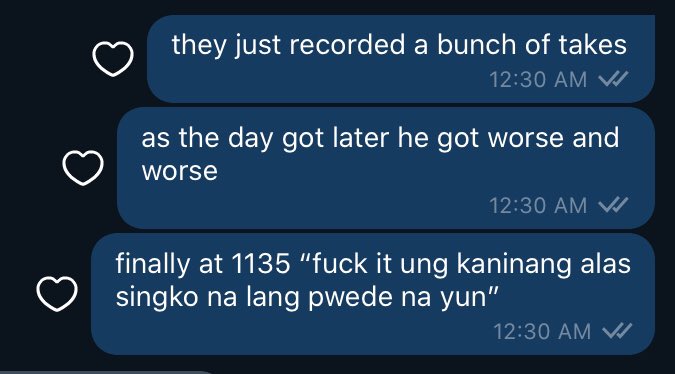 they just recorded a bunch of takes
12:30 AM
as the day got later he got worse and
worse
12:30 AM
finally at 1135 “fuck it ung kaninang alas
singko na lang pwede na yun”
12:30 AM